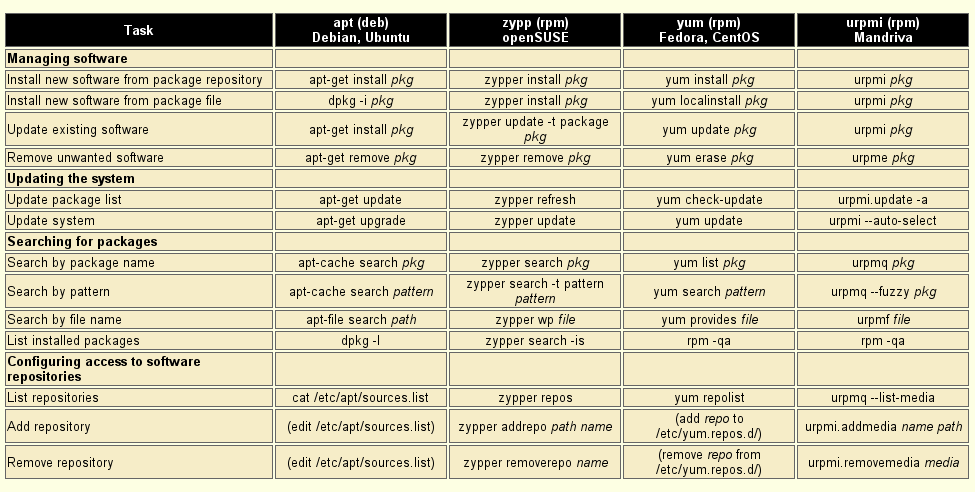 Task apt (deb) zypp (rpm) yum (rpm) urpmi (rpm)
Debian, Ubuntu openSUSE Fedora, CentOS Mandriva
Managing software
Install new software from package repository apt-get install pkg zypper install pkg yum install pkg urpmi pkg
Install new software from package file dpkg -i pkg zypper install pkg yum localinstall pkg urpmi pkg
Update existing software apt-get install pkg zypper update -t package yum update pkg urpmi pkg
pkg
Remove unwanted software apt-get remove pkg zypper remove pkg yum erase pkg urpme pkg
Updating the system
Update package list apt-get update zypper refresh yum check-update urpmi.update -a
Update system apt-get upgrade zypper update yum update urpmi --auto-select
Searching for packages
Search by package name apt-cache search pkg zypper search pkg yum list pkg urpmq pkg
Search by pattern apt-cache search pattern zypper search -t pattern yum search pattern urpmq --fuzzy pkg
pattern
Search by file name apt-file search path zypper wp file yum provides file urpmf file
List installed packages dpkg -l zypper search -is rpm -qa rpm -qa
Configuring access to software
repositories
List repositories cat /etc/apt/sources.list zypper repos yum repolist urpmq --list-media
Add repository (edit /etc/apt/sources.list) zypper addrepo path name (add repo to urpmi.addmedia name path
/etc/yum.repos.d/)
Remove repository (edit /etc/apt/sources.list) zypper removerepo name (remove repo from urpmi.removemedia media
/etc/yum.repos.d/)